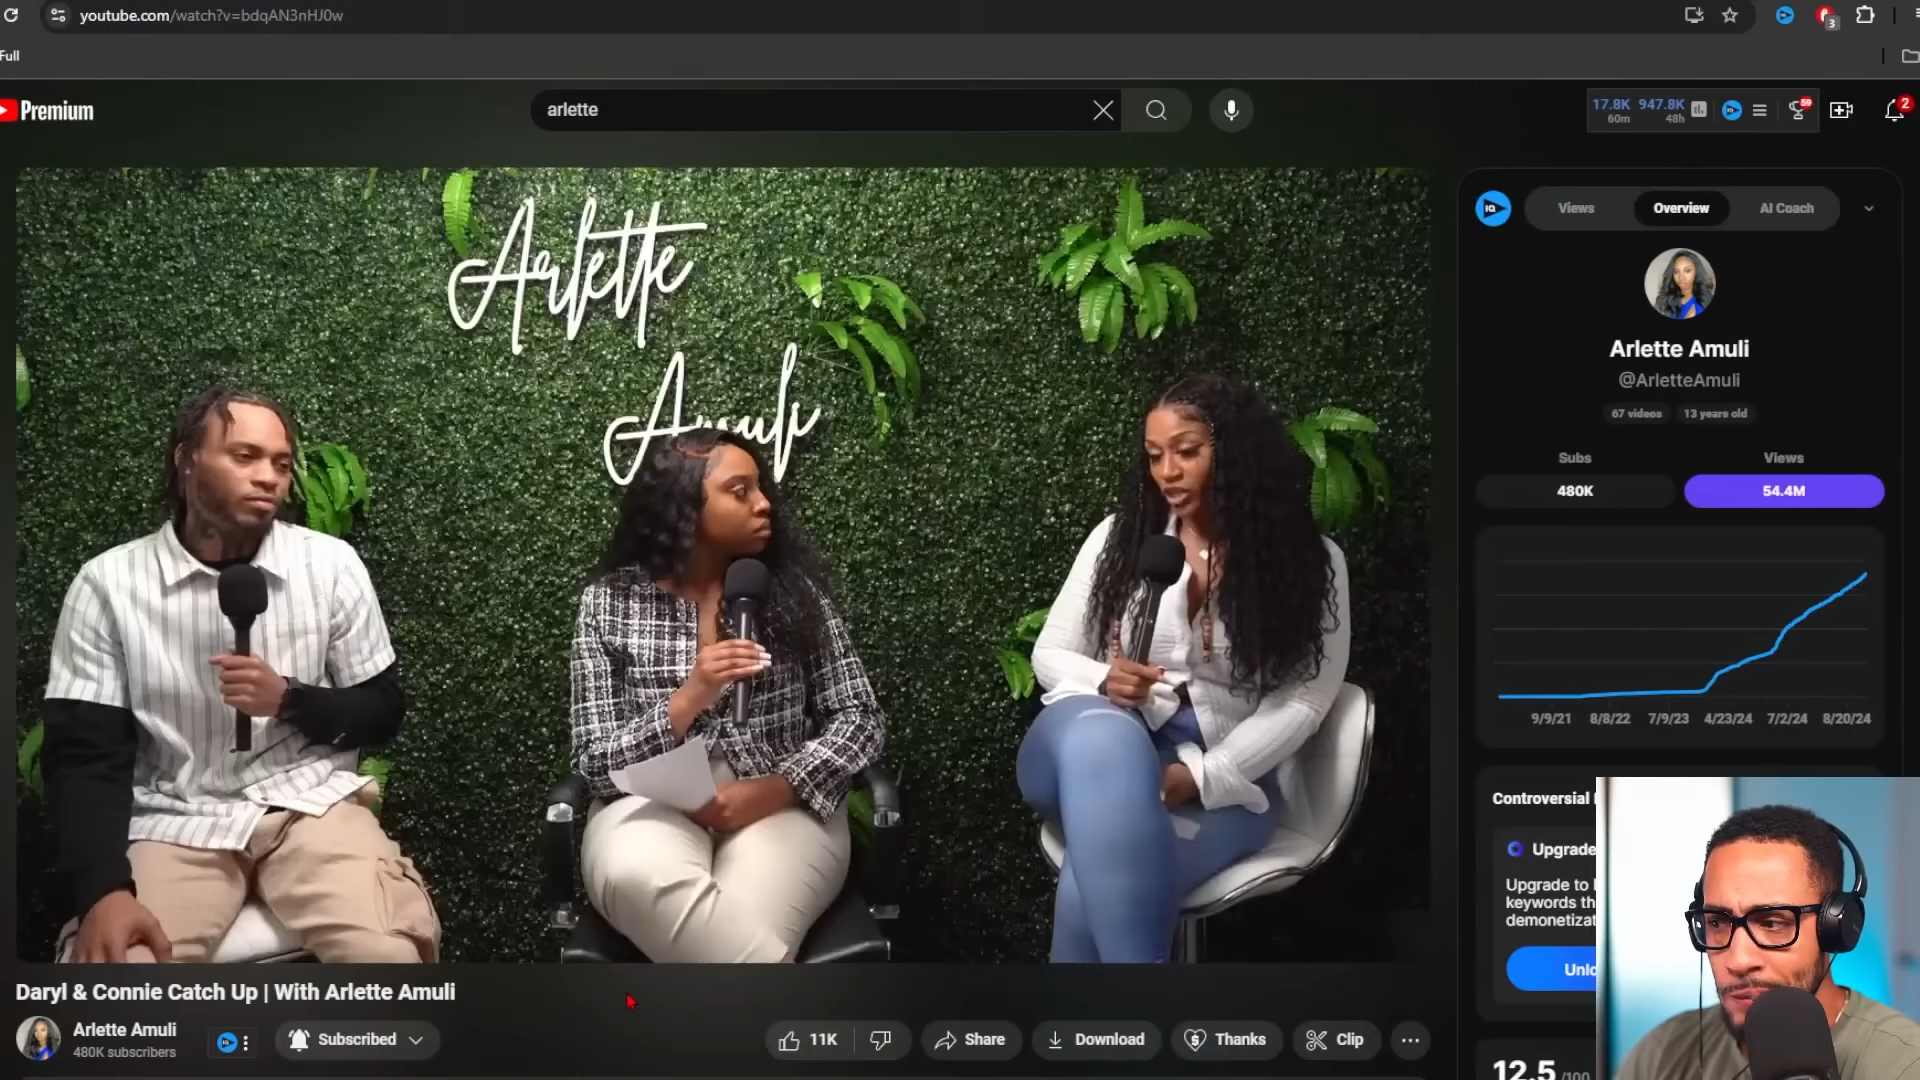 youtube.com/watch?v=bdqAN3nHJ0w
3
Full
Premium
arlette
17.8K 947.8K
60m 48h
59
2
Arlette
Amuli
iQ
Views Overview AI Coach
Arlette Amuli
@ArletteAmuli
67 videos 13 years old
Subs Views
480K 54.4M
9/9/21 8/8/22 7/9/23 4/23/24 7/2/24 8/20/24
Controversial
Upgrade
Upgrade to
keywords th
demonetizat
Unlo
12.5 /100
Daryl & Connie Catch Up | With Arlette Amuli
Arlette Amuli
480K subscribers
Subscribed
11K
Share
Download
Thanks
Clip